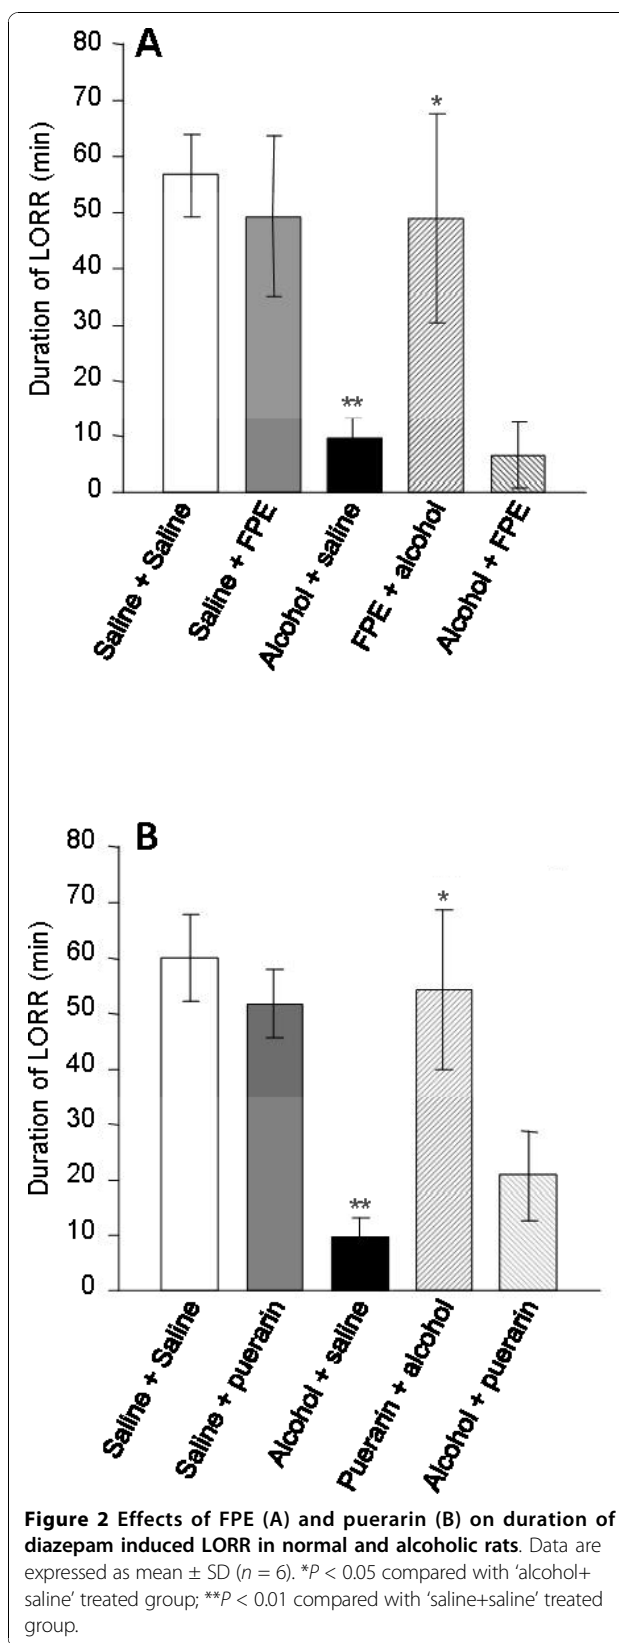 A
80
70
60
50
40
30
20
10
0
Duration of LORR (min)
*
**
Saline + Saline
Saline + FPE
Alcohol + saline
FPE + alcohol
Alcohol + FPE
B
80
70
60
50
40
30
20
10
0
Duration of LORR (min)
*
**
Saline + Saline
Saline + puerarin
Alcohol + saline
Puerarin + alcohol
Alcohol + puerarin
Figure 2 Effects of FPE (A) and puerarin (B) on duration of
diazepam induced LORR in normal and alcoholic rats. Data are
expressed as mean ± SD (n = 6). *P < 0.05 compared with ‘alcohol+
saline’ treated group; **P < 0.01 compared with ‘saline+saline’ treated
group.